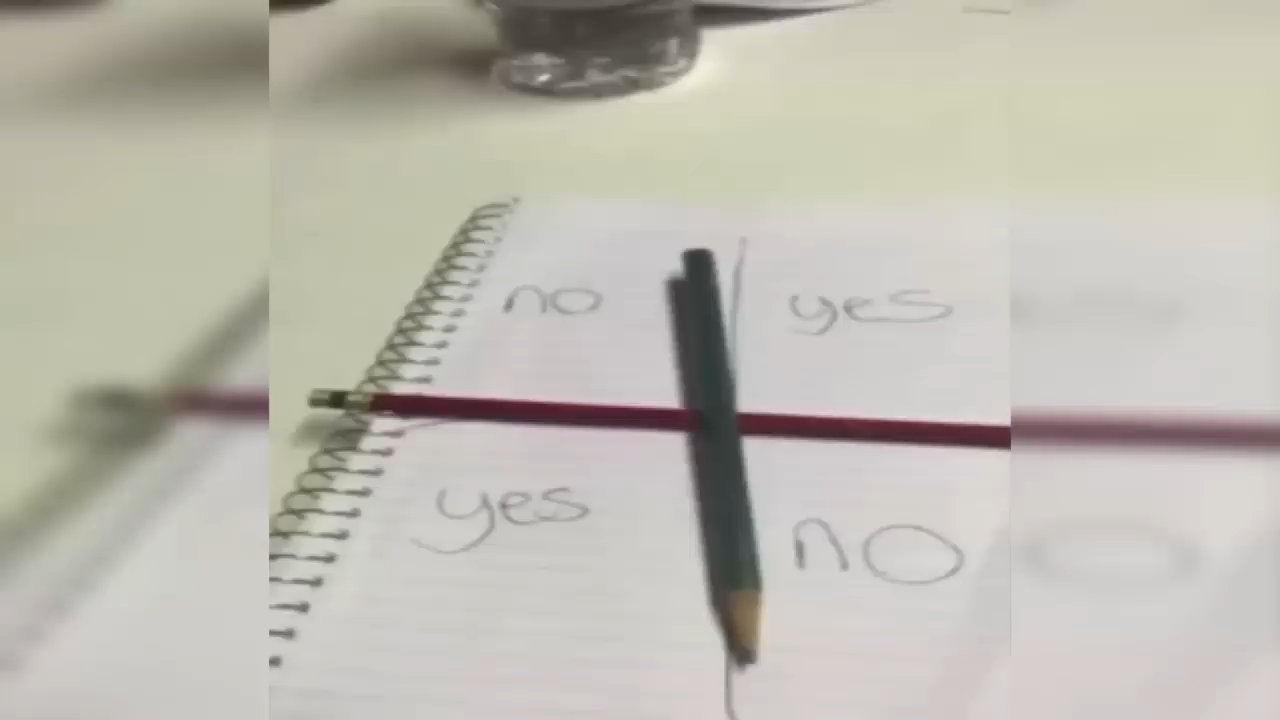 no yes
yes no